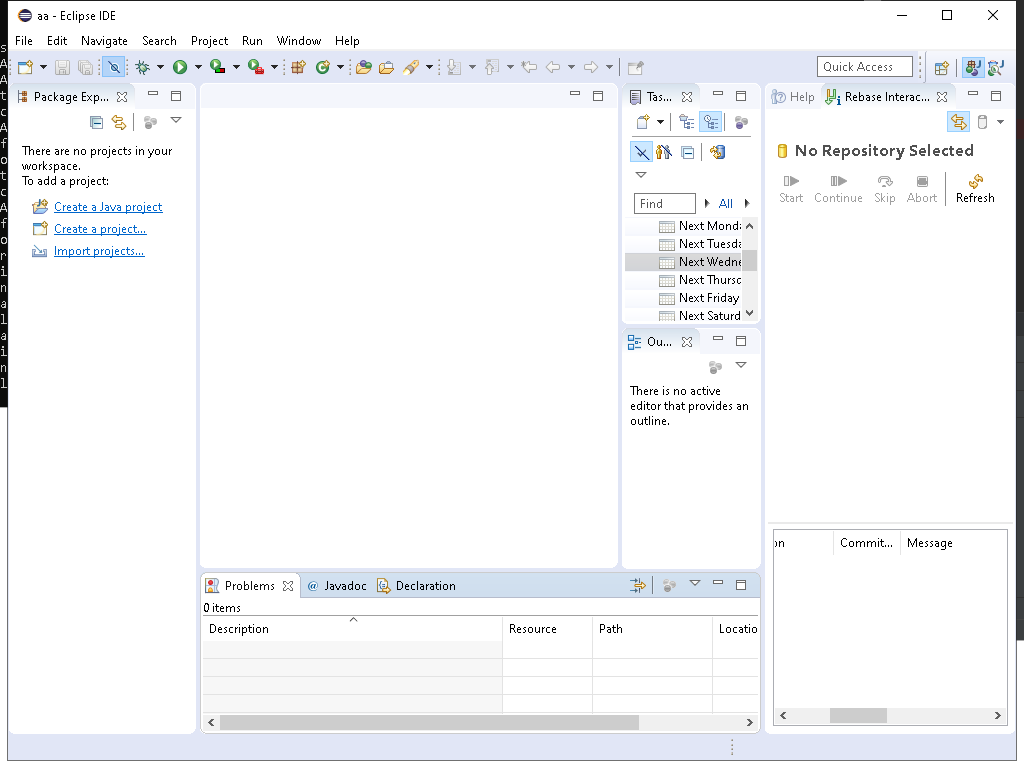 aa - Eclipse IDE
File Edit Navigate Search Project Run Window Help
Quick Access
Package Exp...
There are no projects in your
workspace.
To add a project:
Create a Java project
Create a project...
Import projects...
Tas...
Find
All
Next Monda
Next Tuesda
Next Wedne
Next Thursd
Next Friday
Next Saturd
Ou...
There is no active
editor that provides an
outline.
Help Rebase Interac...
No Repository Selected
Start Continue Skip Abort Refresh
on Commit... Message
Problems @ Javadoc Declaration
0 items
Description Resource Path Locatio